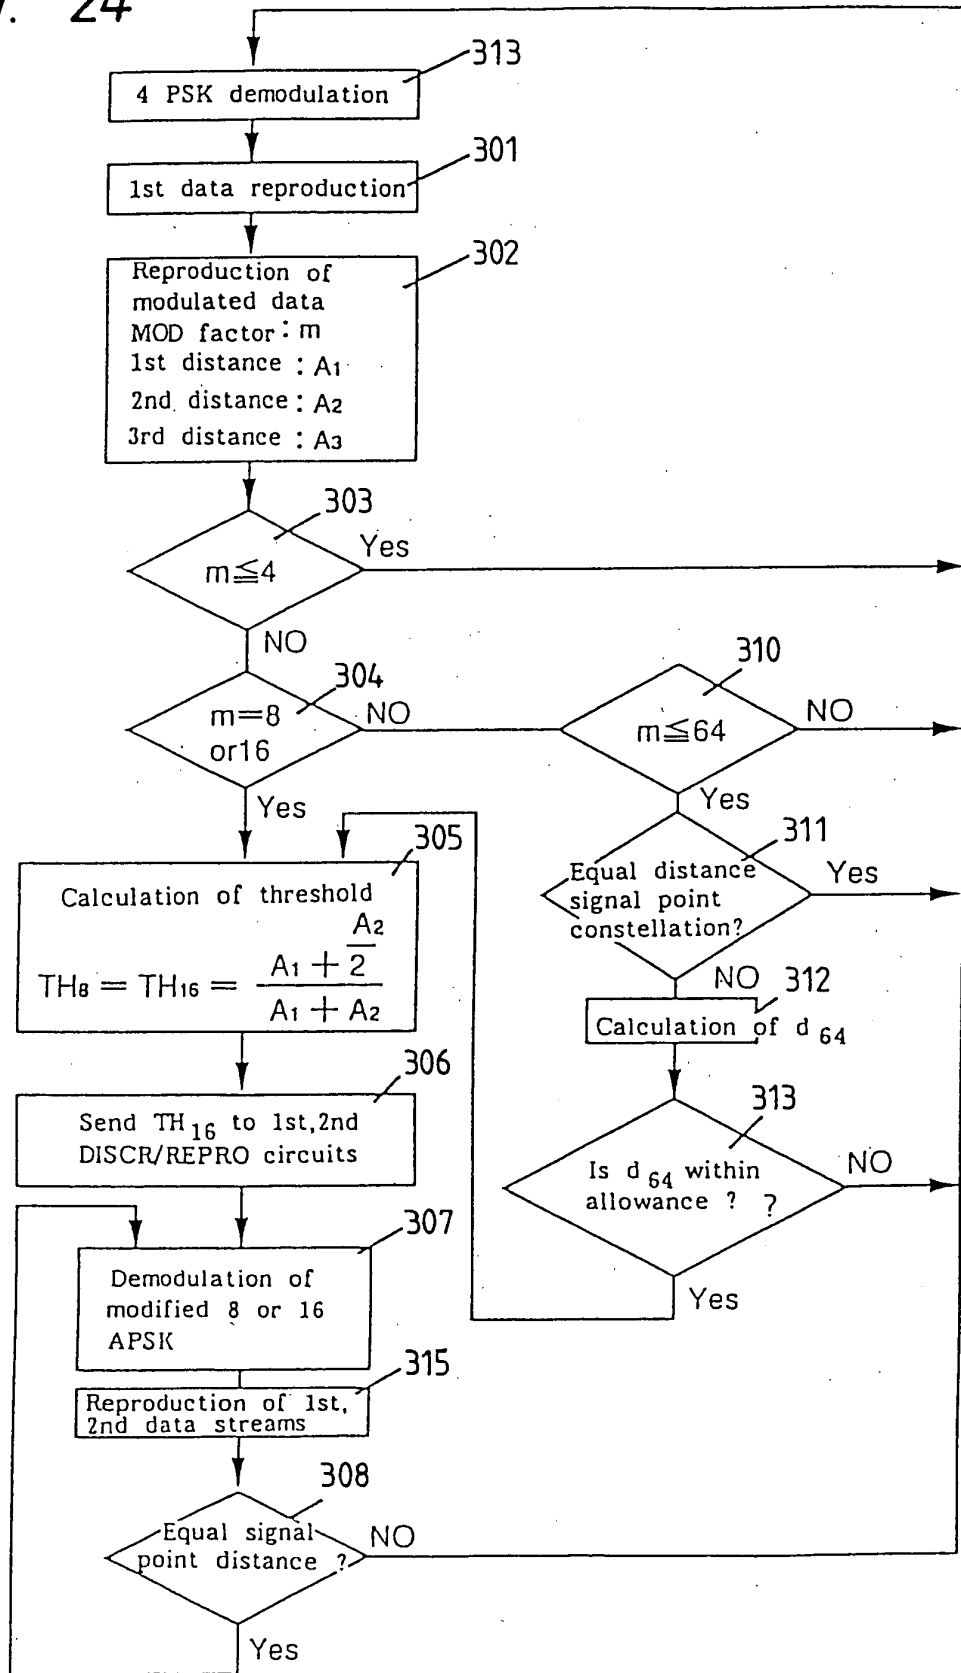 24
313
4 PSK demodulation
301
1st data reproduction
302
Reproduction of
modulated data
MOD factor : m
1st distance : A1
2nd distance : A2
3rd distance : A3
303
m≦4
Yes
NO
304
m=8
or16
NO
Yes
310
m≦64
NO
Yes
311
Equal distance
signal point
constellation?
Yes
NO
312
Calculation of d 64
313
Is d 64 within
allowance ? ?
NO
Yes
305
Calculation of threshold
TH8 = TH16 = (A1 + A2/2) / (A1 + A2)
306
Send TH16 to 1st,2nd
DISCR/REPRO circuits
307
Demodulation of
modified 8 or 16
APSK
315
Reproduction of 1st,
2nd data streams
308
Equal signal
point distance ?
NO
Yes